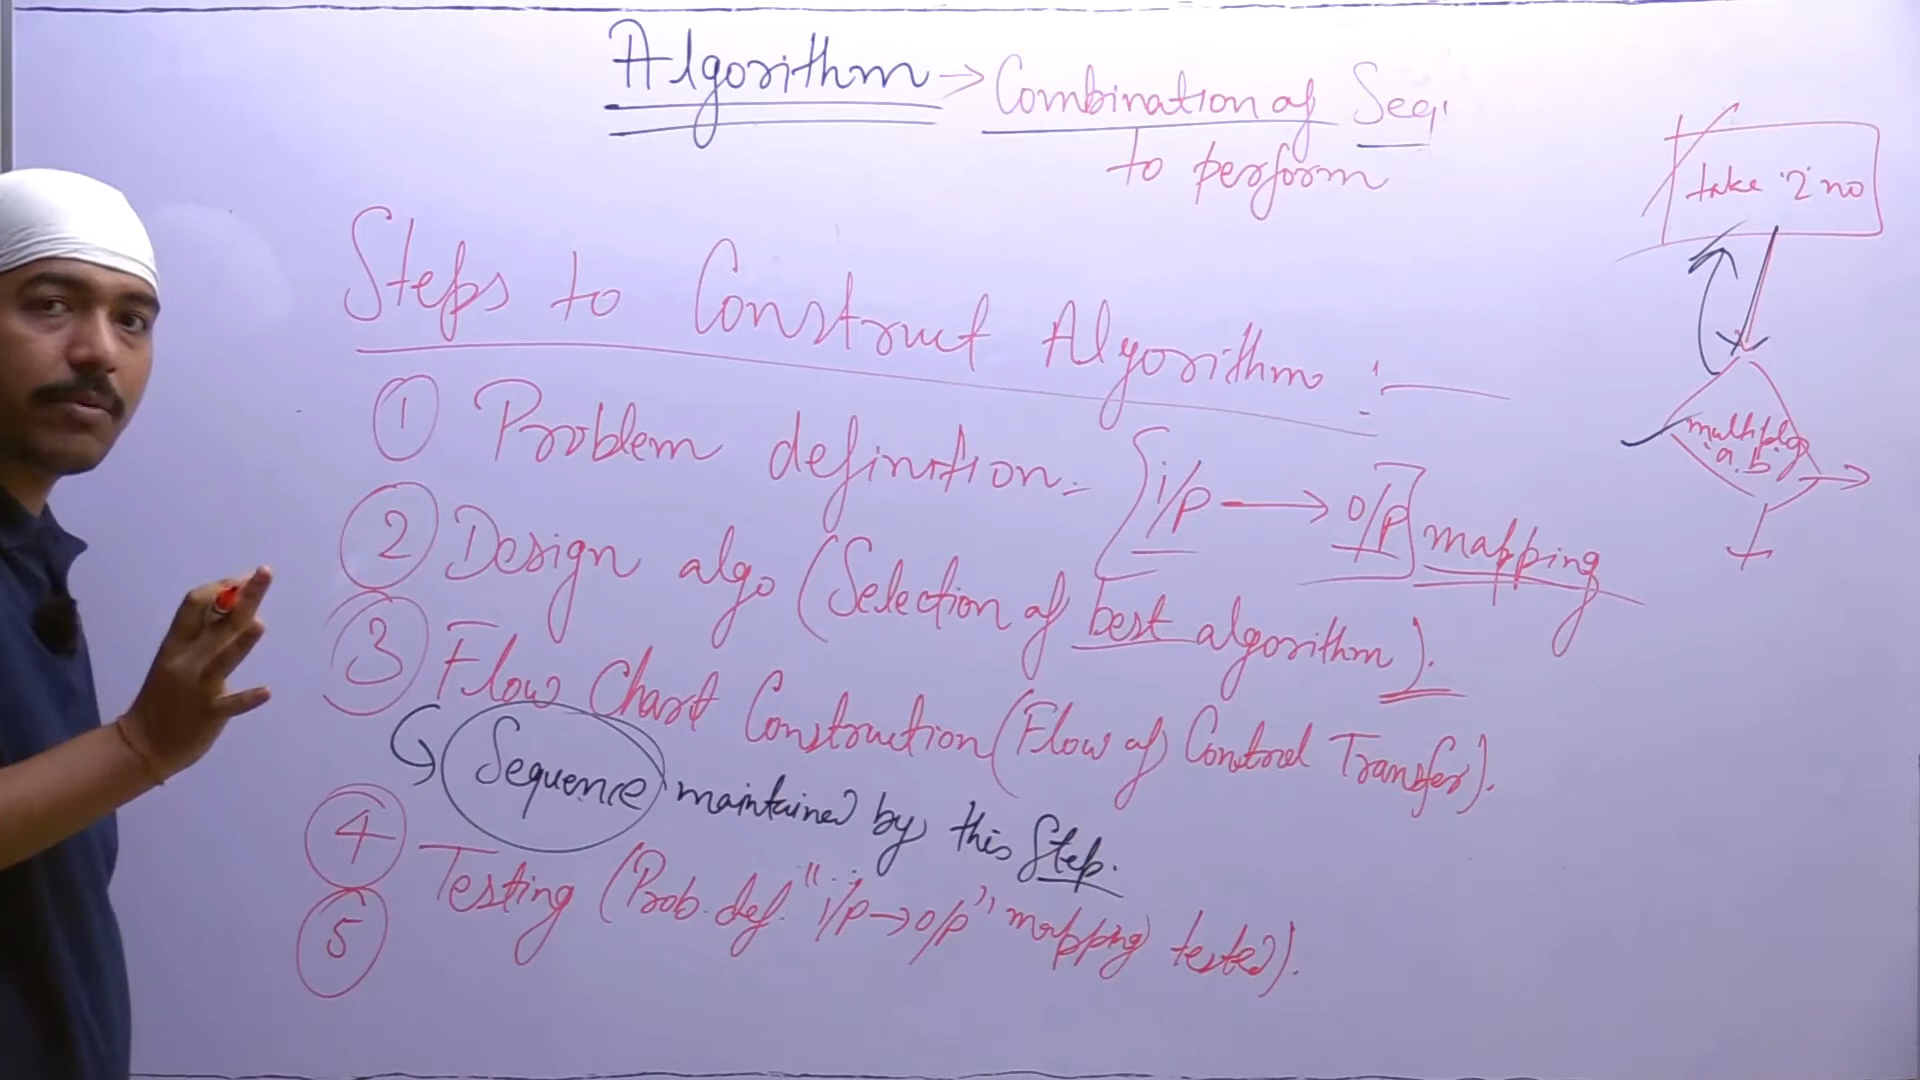 Algorithm → Combination of Seq.
to perform
take '2' no
Steps to Construct Algorithm :-
① Problem definition = [i/p → o/p] mapping
multiply
a.b
② Design algo (Selection of best algorithm).
③ Flow Chart Construction (Flow of Control Transfer).
Sequence maintained by this Step.
④ Testing (Prob. def. "i/p → o/p" mapping tested).
⑤